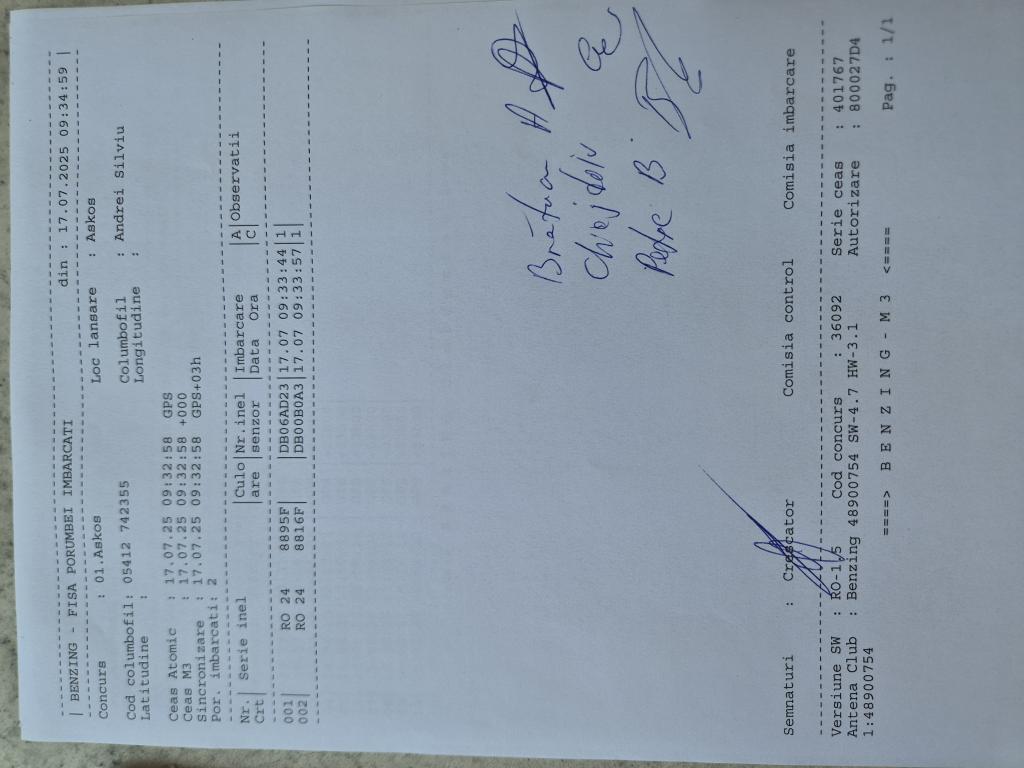 | BENZING - FISA PORUMBEI IMBARCATI din : 17.07.2025 09:34:59 |
Concurs : 01.Askos Loc lansare : Askos
Cod columbofil: 05412 742355 Columbofil : Andrei Silviu
Latitudine : Longitudine :
Ceas Atomic : 17.07.25 09:32:58 GPS
Ceas M3 : 17.07.25 09:32:58 +000
Sincronizare : 17.07.25 09:32:58 GPS+03h
Por. imbarcati: 2
Nr.| Serie inel |Culo|Nr.inel |Imbarcare |A|Observatii
Crt| |are |senzor |Data Ora |C|
001| RO 24 8895F| |DB06AD23|17.07 09:33:44|1|
002| RO 24 8816F| |DB00B0A3|17.07 09:33:57|1|
Brătian A
Petre B.
Semnaturi : Crescator Comisia control Comisia imbarcare
Versiune SW : RO-1.5 Cod concurs : 36092 Serie ceas : 401767
Antena Club : Benzing 48900754 SW-4.7 HW-3.1 Autorizare : 800027D4
1:48900754
====> B E N Z I N G - M 3 <==== Pag. : 1/1